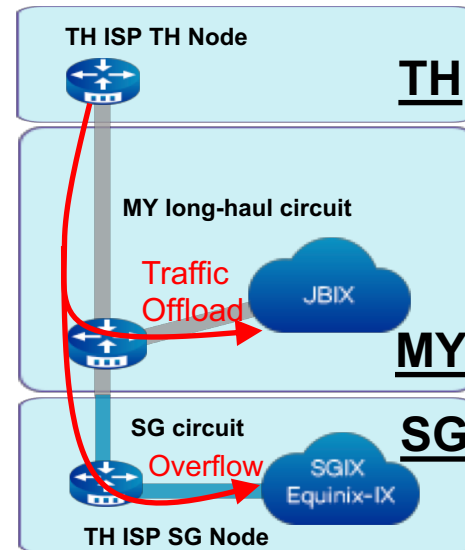 TH ISP TH Node
TH
MY long-haul circuit
Traffic
Offload
JBIX
MY
SG
SG circuit
Overflow
SGIX
Equinix-IX
TH ISP SG Node